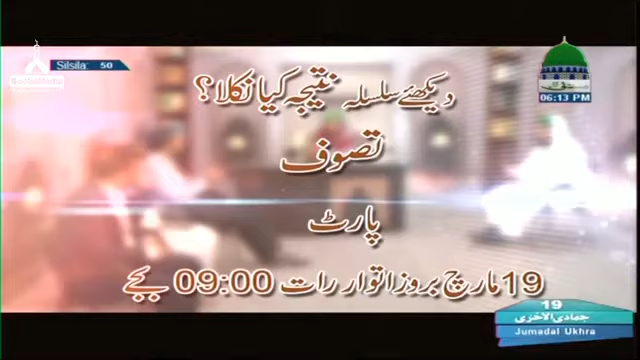 Silsila: 50
06:13 PM
دیکھئے سلسلہ نتیجہ کیا نکلا؟
تصوف
پارٹ
19 مارچ بروز اتوار رات 09:00 بجے
19
جمادی الاخری
Jumadal Ukhra